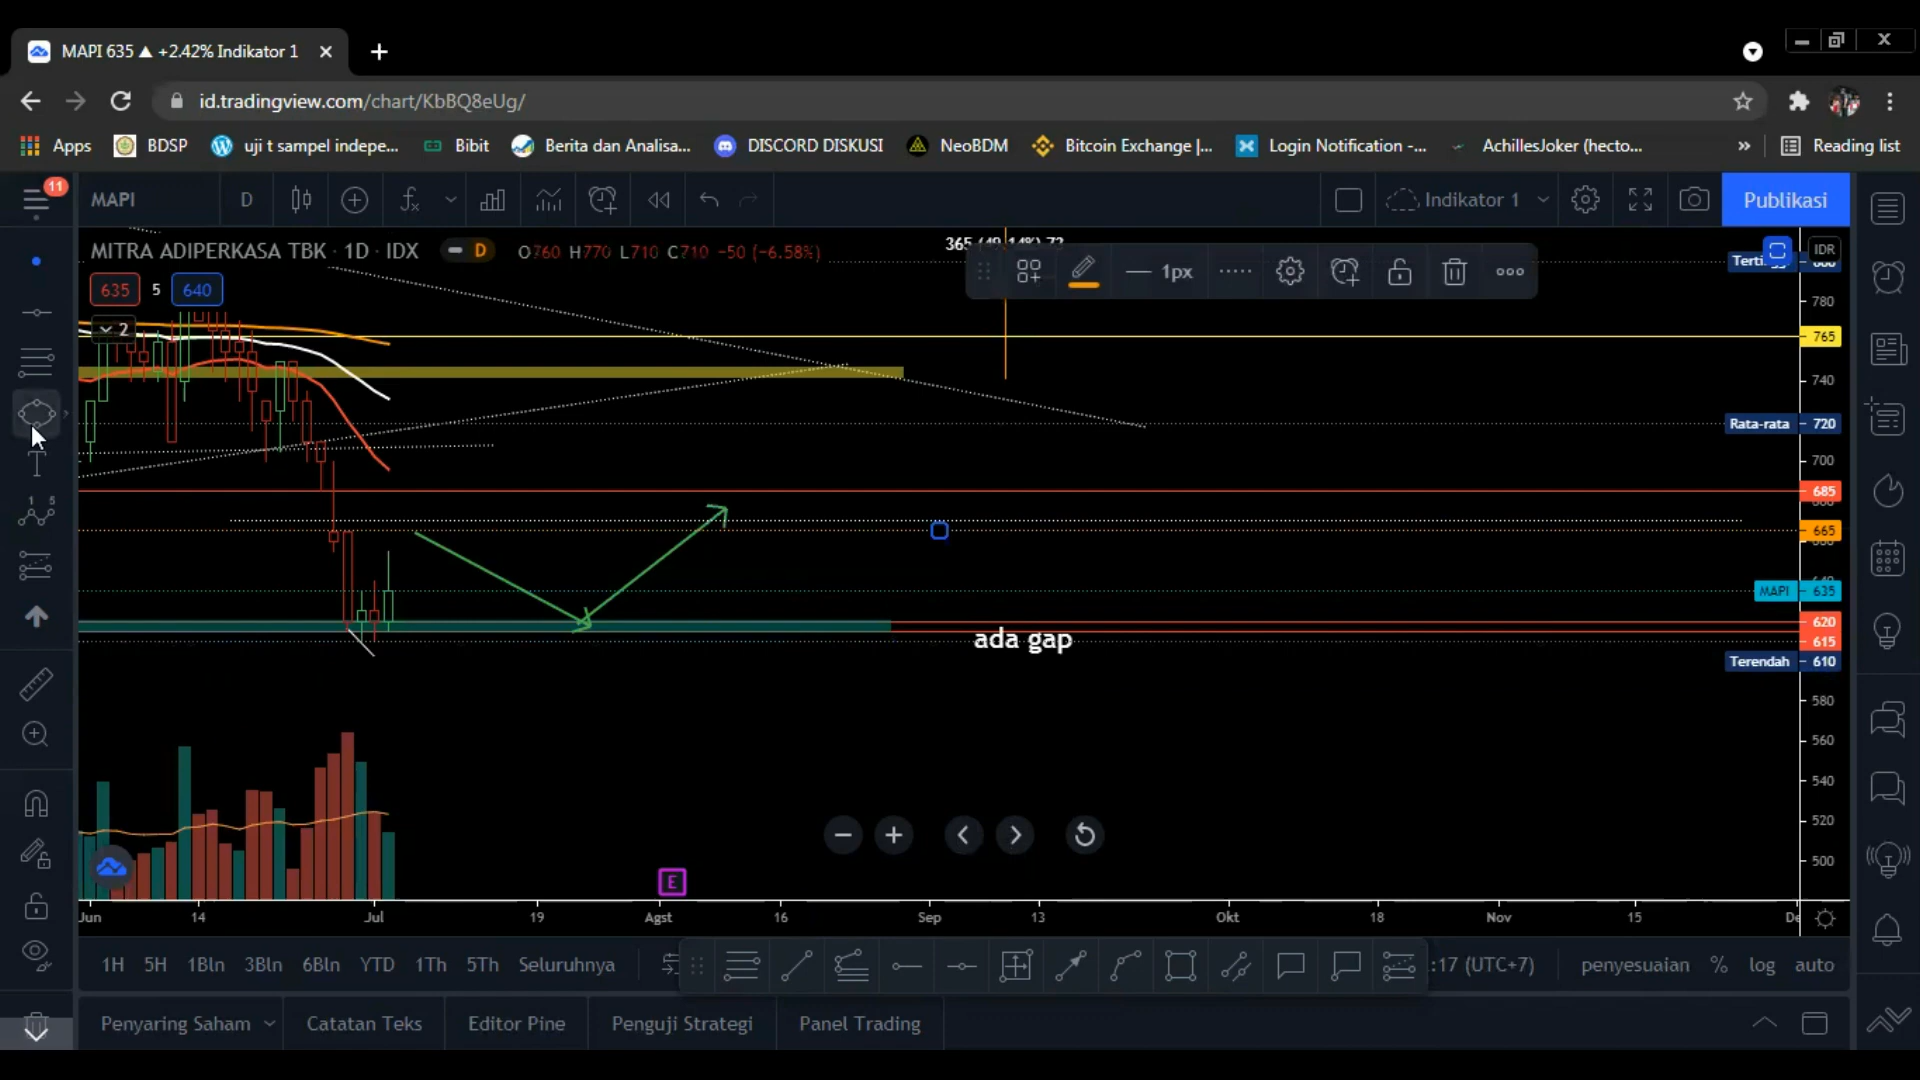 MAPI 635 ▲ +2.42% Indikator 1
id.tradingview.com/chart/KbBQ8eUg/
Apps BDSP uji t sampel indepe... Bibit Berita dan Analisa... DISCORD DISKUSI NeoBDM Bitcoin Exchange |... Login Notification -... AchillesJoker (hecto... » Reading list
11
MAPI D Indikator 1 Publikasi
MITRA ADIPERKASA TBK · 1D · IDX D O760 H770 L710 C710 -50 (-6.58%)
635 5 640
2
1px
IDR
780
765
740
Rata-rata 720
700
685
665
MAPI 635
620
615
Terendah 610
580
560
540
520
500
ada gap
E
Jun 14 Jul 19 Agst 16 Sep 13 Okt 18 Nov 15
1H 5H 1Bln 3Bln 6Bln YTD 1Th 5Th Seluruhnya :17 (UTC+7) penyesuaian % log auto
Penyaring Saham Catatan Teks Editor Pine Penguji Strategi Panel Trading